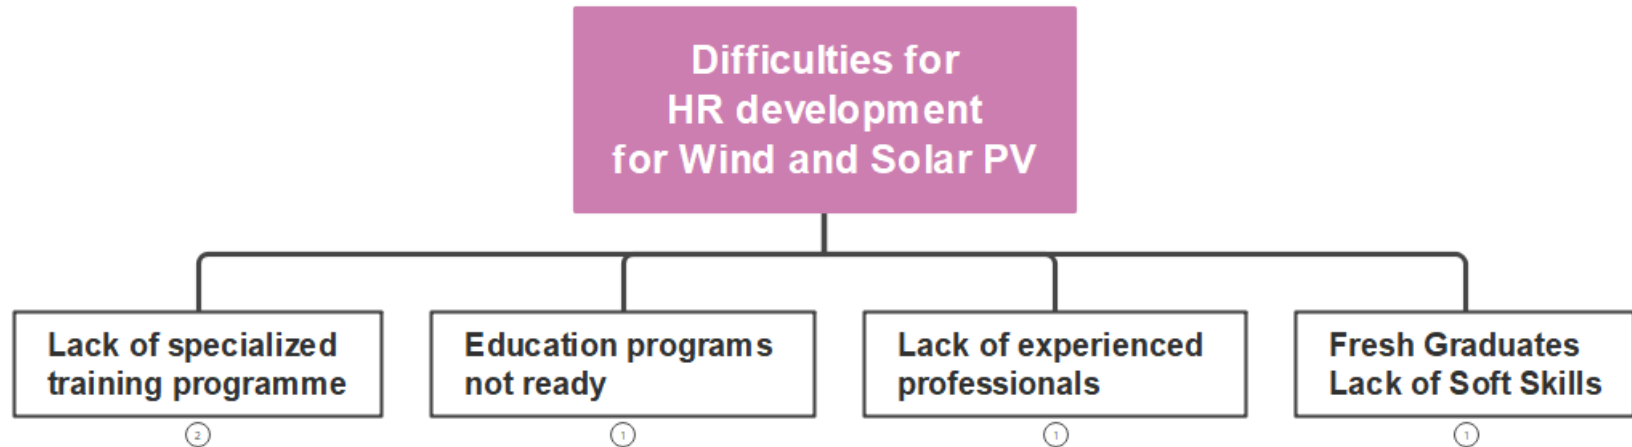 Difficulties for
HR development
for Wind and Solar PV
Lack of specialized
training programme
Education programs
not ready
Lack of experienced
professionals
Fresh Graduates
Lack of Soft Skills
2
1
1
1